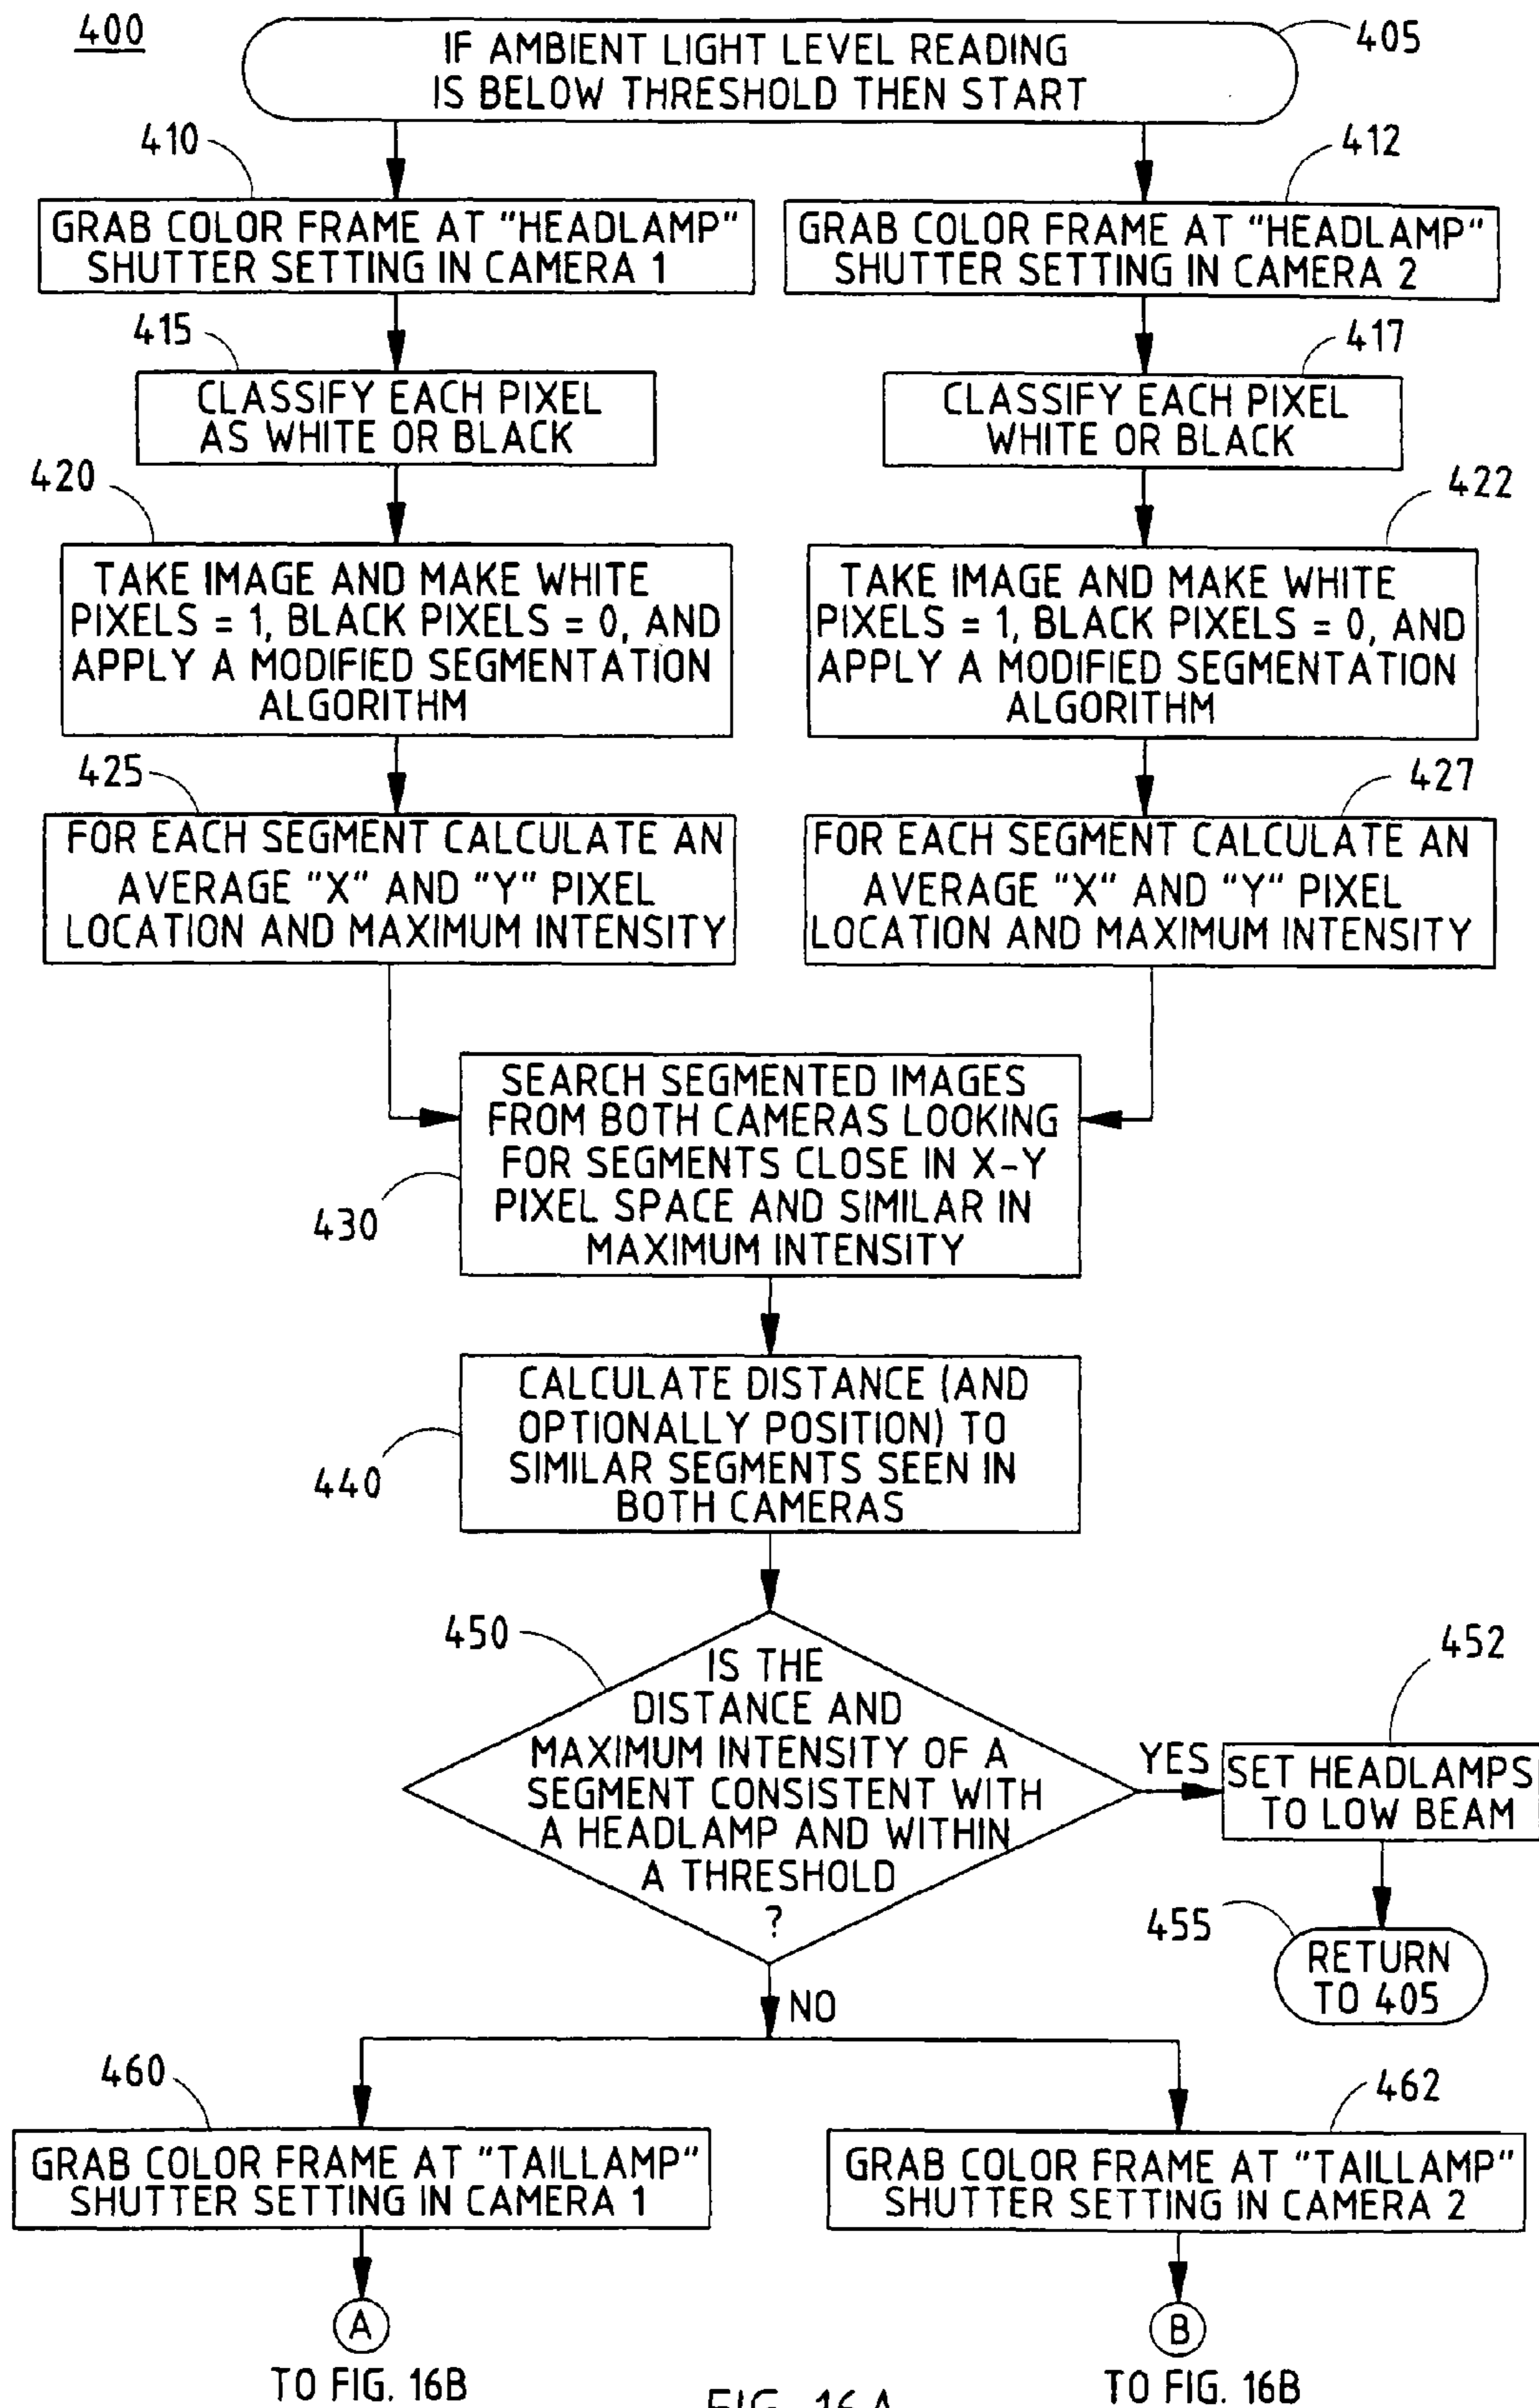 400
IF AMBIENT LIGHT LEVEL READING
IS BELOW THRESHOLD THEN START
405
410
GRAB COLOR FRAME AT "HEADLAMP"
SHUTTER SETTING IN CAMERA 1
412
GRAB COLOR FRAME AT "HEADLAMP"
SHUTTER SETTING IN CAMERA 2
415
CLASSIFY EACH PIXEL
AS WHITE OR BLACK
417
CLASSIFY EACH PIXEL
WHITE OR BLACK
420
TAKE IMAGE AND MAKE WHITE
PIXELS = 1, BLACK PIXELS = 0, AND
APPLY A MODIFIED SEGMENTATION
ALGORITHM
422
TAKE IMAGE AND MAKE WHITE
PIXELS = 1, BLACK PIXELS = 0, AND
APPLY A MODIFIED SEGMENTATION
ALGORITHM
425
FOR EACH SEGMENT CALCULATE AN
AVERAGE "X" AND "Y" PIXEL
LOCATION AND MAXIMUM INTENSITY
427
FOR EACH SEGMENT CALCULATE AN
AVERAGE "X" AND "Y" PIXEL
LOCATION AND MAXIMUM INTENSITY
430
SEARCH SEGMENTED IMAGES
FROM BOTH CAMERAS LOOKING
FOR SEGMENTS CLOSE IN X-Y
PIXEL SPACE AND SIMILAR IN
MAXIMUM INTENSITY
440
CALCULATE DISTANCE (AND
OPTIONALLY POSITION) TO
SIMILAR SEGMENTS SEEN IN
BOTH CAMERAS
450
IS THE
DISTANCE AND
MAXIMUM INTENSITY OF A
SEGMENT CONSISTENT WITH
A HEADLAMP AND WITHIN
A THRESHOLD
?
YES
452
SET HEADLAMPS
TO LOW BEAM
455
RETURN
TO 405
NO
460
GRAB COLOR FRAME AT "TAILLAMP"
SHUTTER SETTING IN CAMERA 1
462
GRAB COLOR FRAME AT "TAILLAMP"
SHUTTER SETTING IN CAMERA 2
A
TO FIG. 16B
B
TO FIG. 16B
FIG. 16A